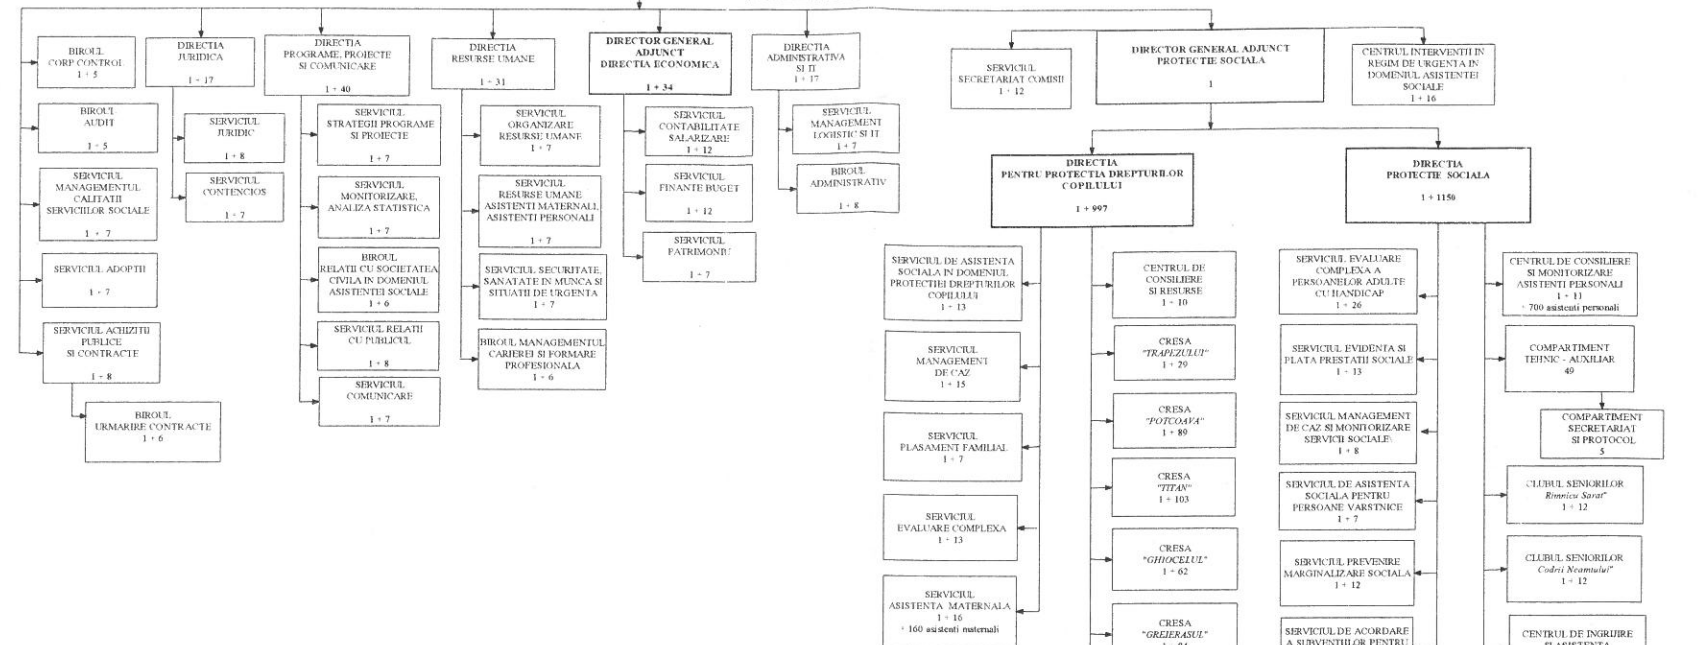 BIROUL
CORP CONTROL
1 + 5
BIROUL
AUDIT
1 + 5
SERVICIUL
MANAGEMENTUL
CALITATII
SERVICIILOR SOCIALE
1 + 7
SERVICIUL ADOPTII
1 + 7
SERVICIUL ACHIZITII
PUBLICE
SI CONTRACTE
1 + 8
BIROUL
URMARIRE CONTRACTE
1 + 6
DIRECTIA
JURIDICA
1 + 17
SERVICIUL
JURIDIC
1 + 8
SERVICIUL
CONTENCIOS
1 + 7
DIRECTIA
PROGRAME, PROIECTE
SI COMUNICARE
1 + 40
SERVICIUL
STRATEGII PROGRAME
SI PROIECTE
1 + 7
SERVICIUL
MONITORIZARE,
ANALIZA STATISTICA
1 + 7
BIROUL
RELATII CU SOCIETATEA
CIVILA IN DOMENIUL
ASISTENTEI SOCIALE
1 + 6
SERVICIUL RELATII
CU PUBLICUL
1 + 8
SERVICIUL
COMUNICARE
1 + 7
DIRECTIA
RESURSE UMANE
1 + 31
SERVICIUL
ORGANIZARE
RESURSE UMANE
1 + 7
SERVICIUL
RESURSE UMANE
ASISTENTI MATERNALI,
ASISTENTI PERSONALI
1 + 7
SERVICIUL SECURITATE,
SANATATE IN MUNCA SI
SITUATII DE URGENTA
1 + 7
BIROUL MANAGEMENTUL
CARIEREI SI FORMARE
PROFESIONALA
1 + 6
DIRECTOR GENERAL
ADJUNCT
DIRECTIA ECONOMICA
1 + 34
SERVICIUL
CONTABILITATE
SALARIZARE
1 + 12
SERVICIUL
FINANTE BUGET
1 + 12
SERVICIUL
PATRIMONIU
1 + 7
DIRECTIA
ADMINISTRATIVA
SI IT
1 + 17
SERVICIUL
MANAGEMENT
LOGISTIC SI IT
1 + 7
BIROUL
ADMINISTRATIV
1 + 8
SERVICIUL
SECRETARIAT COMISII
1 + 12
DIRECTOR GENERAL ADJUNCT
PROTECTIE SOCIALA
1
CENTRUL INTERVENTII IN
REGIM DE URGENTA IN
DOMENIUL ASISTENTEI
SOCIALE
1 + 16
DIRECTIA
PENTRU PROTECTIA DREPTURILOR
COPILULUI
1 + 997
SERVICIUL DE ASISTENTA
SOCIALA IN DOMENIUL
PROTECTIEI DREPTURILOR
COPILULUI
1 + 13
SERVICIUL
MANAGEMENT
DE CAZ
1 + 15
SERVICIUL
PLASAMENT FAMILIAL
1 + 7
SERVICIUL
EVALUARE COMPLEXA
1 + 13
SERVICIUL
ASISTENTA MATERNALA
1 + 16
+ 160 asistenti maternali
CENTRUL DE
CONSILIERE
SI RESURSE
1 + 10
CRESA
"TRAPEZULUI"
1 + 29
CRESA
"POTCOAVA"
1 + 89
CRESA
"TITAN"
1 + 103
CRESA
"GHIOCELUL"
1 + 62
CRESA
"GREIERASUL"
DIRECTIA
PROTECTIE SOCIALA
1 + 1150
SERVICIUL EVALUARE
COMPLEXA A
PERSOANELOR ADULTE
CU HANDICAP
1 + 26
SERVICIUL EVIDENTA SI
PLATA PRESTATII SOCIALE
1 + 13
SERVICIUL MANAGEMENT
DE CAZ SI MONITORIZARE
SERVICII SOCIALE
1 + 8
SERVICIUL DE ASISTENTA
SOCIALA PENTRU
PERSOANE VARSTNICE
1 + 7
SERVICIUL PREVENIRE
MARGINALIZARE SOCIALA
1 + 12
SERVICIUL DE ACORDARE
A SUBVENTIILOR PENTRU
CENTRUL DE CONSILIERE
SI MONITORIZARE
ASISTENTI PERSONALI
1 + 11
+ 700 asistenti personali
COMPARTIMENT
TEHNIC - AUXILIAR
49
COMPARTIMENT
SECRETARIAT
SI PROTOCOL
5
CLUBUL SENIORILOR
Rimnicu Sarat"
1 + 12
CLUBUL SENIORILOR
Codrii Neamtului"
1 + 12
CENTRUL DE INGRIJIRE
SI ASISTENTA